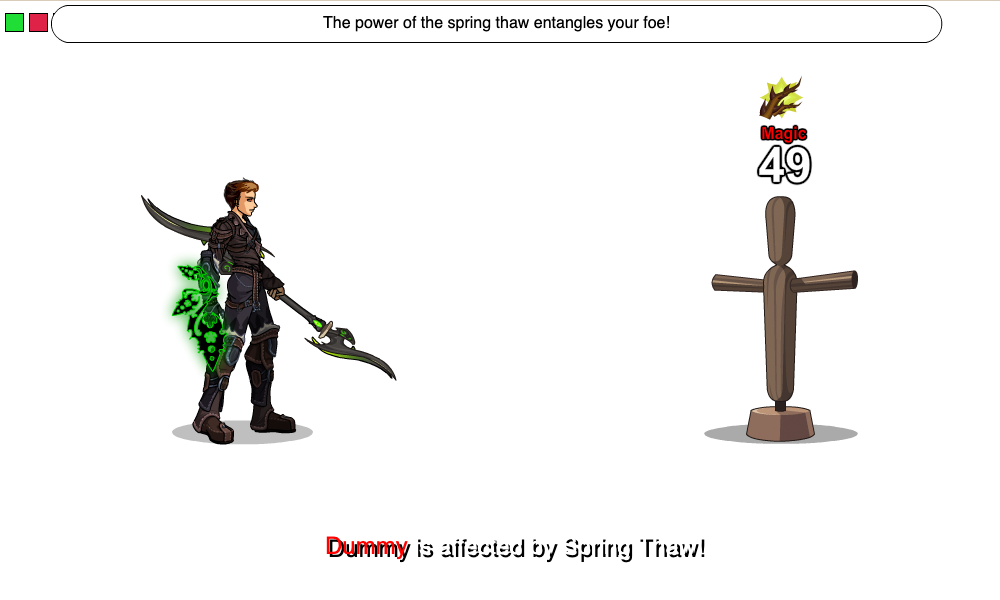 The power of the spring thaw entangles your foe!
Magic
49
Dummy is affected by Spring Thaw!